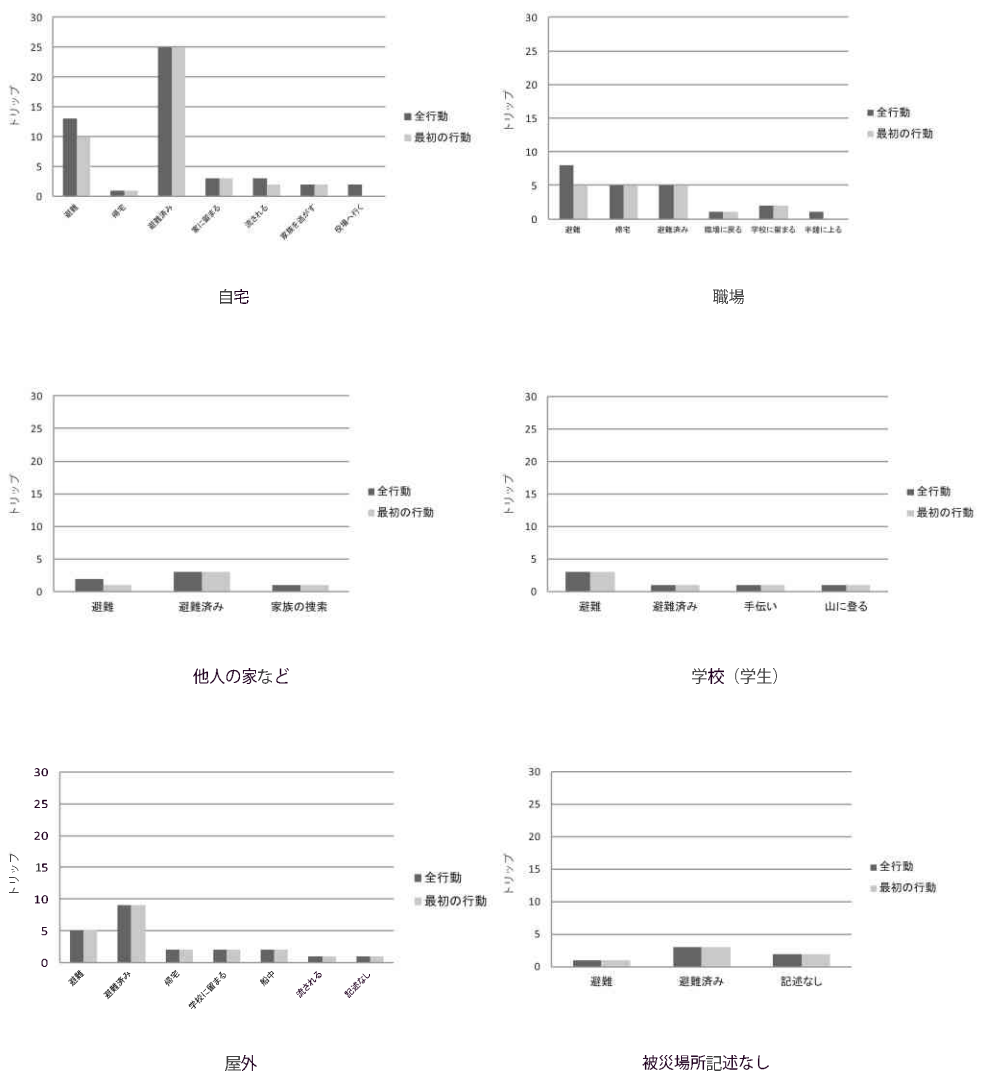 30
25
20
15
10
5
0
トリップ
避難
帰宅
避難済み
家に留まる
流される
家族を逃がす
役場へ行く
全行動
最初の行動
自宅
30
25
20
15
10
5
0
トリップ
避難
帰宅
避難済み
職場に戻る
学校に留まる
半鐘に上る
全行動
最初の行動
職場
30
25
20
15
10
5
0
トリップ
避難
避難済み
家族の捜索
全行動
最初の行動
他人の家など
30
25
20
15
10
5
0
トリップ
避難
避難済み
手伝い
山に登る
全行動
最初の行動
学校（学生）
30
25
20
15
10
5
0
トリップ
避難
避難済み
帰宅
学校に留まる
船中
流される
記述なし
全行動
最初の行動
屋外
30
25
20
15
10
5
0
トリップ
避難
避難済み
記述なし
全行動
最初の行動
被災場所記述なし